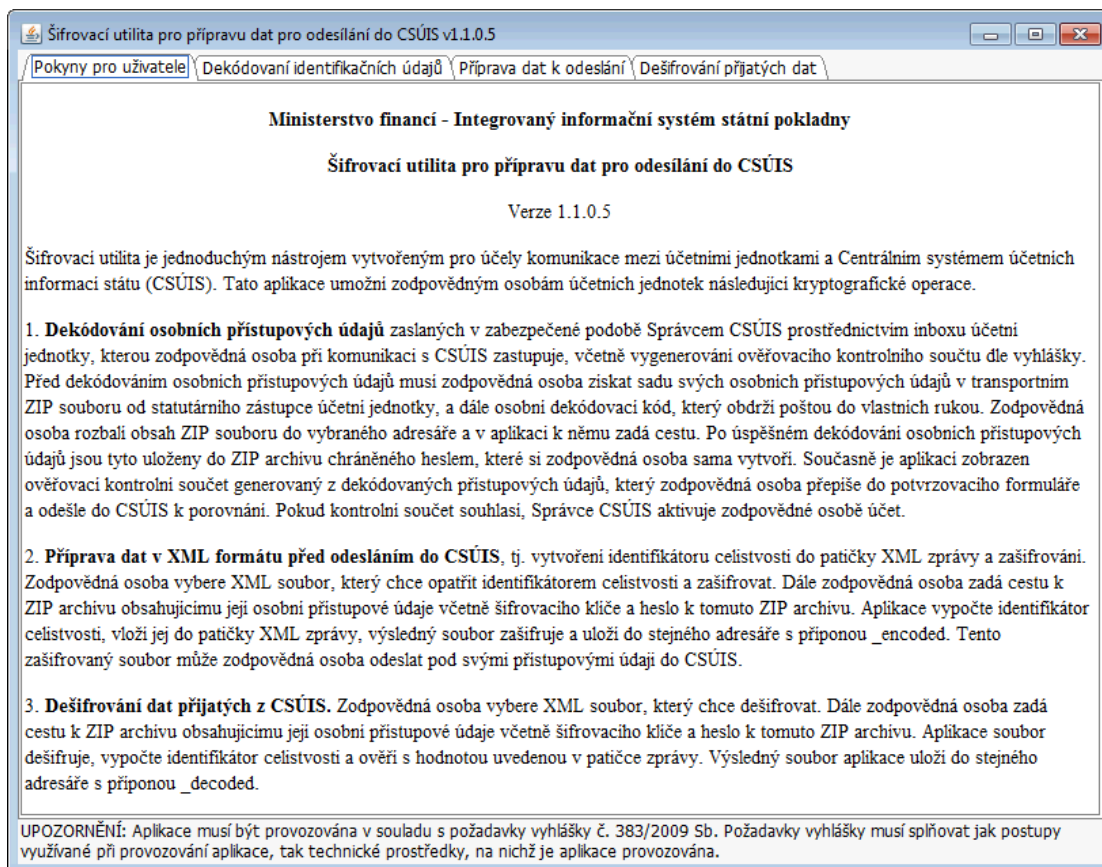 Šifrovací utilita pro přípravu dat pro odesílání do CSÚIS v1.1.0.5
Pokyny pro uživatele Dekódovaní identifikačních údajů Příprava dat k odeslání Dešifrování přijatých dat
Ministerstvo financí - Integrovaný informační systém státní pokladny
Šifrovací utilita pro přípravu dat pro odesílání do CSÚIS
Verze 1.1.0.5
Šifrovací utilita je jednoduchým nástrojem vytvořeným pro účely komunikace mezi účetními jednotkami a Centrálním systémem účetních
informací státu (CSÚIS). Tato aplikace umožní zodpovědným osobám účetních jednotek následující kryptografické operace.
1. Dekódování osobních přístupových údajů zaslaných v zabezpečené podobě Správcem CSÚIS prostřednictvím inboxu účetní
jednotky, kterou zodpovědná osoba při komunikaci s CSÚIS zastupuje, včetně vygenerování ověřovacího kontrolního součtu dle vyhlášky.
Před dekódováním osobních přístupových údajů musí zodpovědná osoba získat sadu svých osobních přístupových údajů v transportním
ZIP souboru od statutárního zástupce účetní jednotky, a dále osobní dekódovací kód, který obdrží poštou do vlastních rukou. Zodpovědná
osoba rozbalí obsah ZIP souboru do vybraného adresáře a v aplikaci k němu zadá cestu. Po úspěšném dekódování osobních přístupových
údajů jsou tyto uloženy do ZIP archivu chráněného heslem, které si zodpovědná osoba sama vytvoří. Současně je aplikací zobrazen
ověřovací kontrolní součet generovaný z dekódovaných přístupových údajů, který zodpovědná osoba přepíše do potvrzovacího formuláře
a odešle do CSÚIS k porovnání. Pokud kontrolní součet souhlasí, Správce CSÚIS aktivuje zodpovědné osobě účet.
2. Příprava dat v XML formátu před odesláním do CSÚIS, tj. vytvoření identifikátoru celistvosti do patičky XML zprávy a zašifrování.
Zodpovědná osoba vybere XML soubor, který chce opatřit identifikátorem celistvosti a zašifrovat. Dále zodpovědná osoba zadá cestu k
ZIP archivu obsahujícímu její osobní přístupové údaje včetně šifrovacího klíče a heslo k tomuto ZIP archivu. Aplikace vypočte identifikátor
celistvosti, vloží jej do patičky XML zprávy, výsledný soubor zašifruje a uloží do stejného adresáře s příponou _encoded. Tento
zašifrovaný soubor může zodpovědná osoba odeslat pod svými přístupovými údaji do CSÚIS.
3. Dešifrování dat přijatých z CSÚIS. Zodpovědná osoba vybere XML soubor, který chce dešifrovat. Dále zodpovědná osoba zadá
cestu k ZIP archivu obsahujícimu její osobní přístupové údaje včetně šifrovacího klíče a heslo k tomuto ZIP archivu. Aplikace soubor
dešifruje, vypočte identifikátor celistvosti a ověří s hodnotou uvedenou v patičce zprávy. Výsledný soubor aplikace uloží do stejného
adresáře s příponou _decoded.
UPOZORNĚNÍ: Aplikace musí být provozována v souladu s požadavky vyhlášky č. 383/2009 Sb. Požadavky vyhlášky musí splňovat jak postupy
využívané při provozování aplikace, tak technické prostředky, na nichž je aplikace provozována.